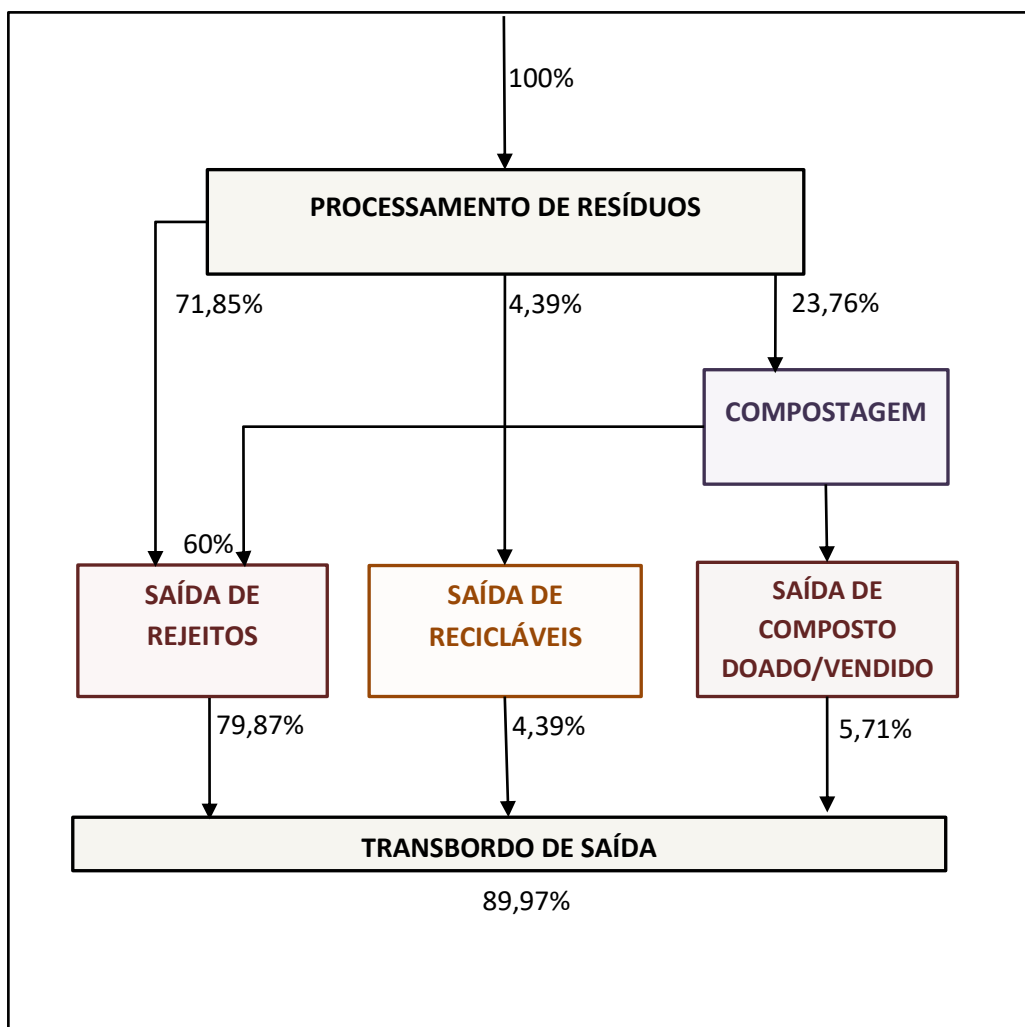 100%
PROCESSAMENTO DE RESÍDUOS
71,85%
4,39%
23,76%
COMPOSTAGEM
60%
SAÍDA DE
REJEITOS
SAÍDA DE
RECICLÁVEIS
SAÍDA DE
COMPOSTO
DOADO/VENDIDO
79,87%
4,39%
5,71%
TRANSBORDO DE SAÍDA
89,97%